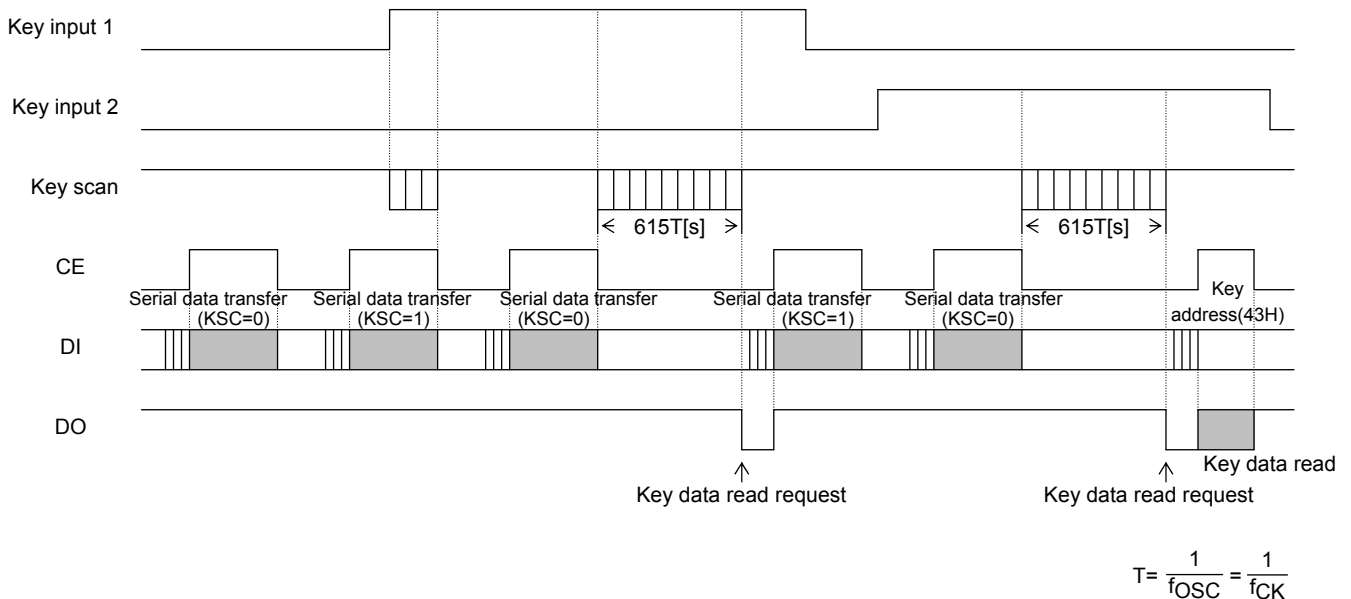 Key input 1
Key input 2
Key scan
615T[s]
615T[s]
CE
Serial data transfer
(KSC=0)
Serial data transfer
(KSC=1)
Serial data transfer
(KSC=0)
Serial data transfer
(KSC=1)
Serial data transfer
(KSC=0)
Key
address(43H)
DI
DO
Key data read
Key data read request
Key data read request
T= 1/fOSC = 1/fCK